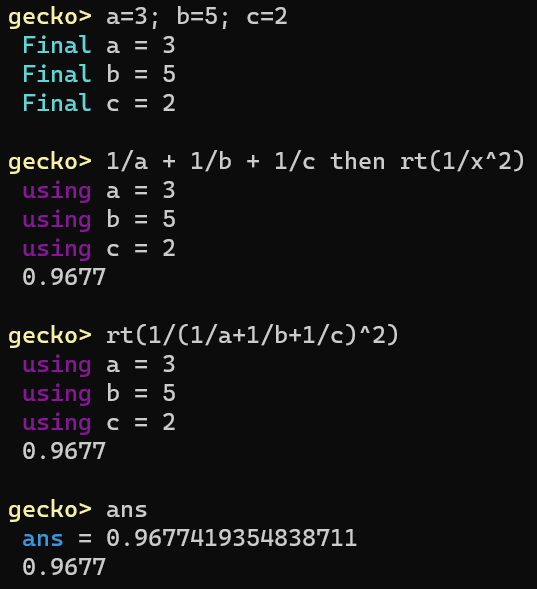 gecko> a=3; b=5; c=2
Final a = 3
Final b = 5
Final c = 2
gecko> 1/a + 1/b + 1/c then rt(1/x^2)
using a = 3
using b = 5
using c = 2
0.9677
gecko> rt(1/(1/a+1/b+1/c)^2)
using a = 3
using b = 5
using c = 2
0.9677
gecko> ans
ans = 0.9677419354838711
0.9677